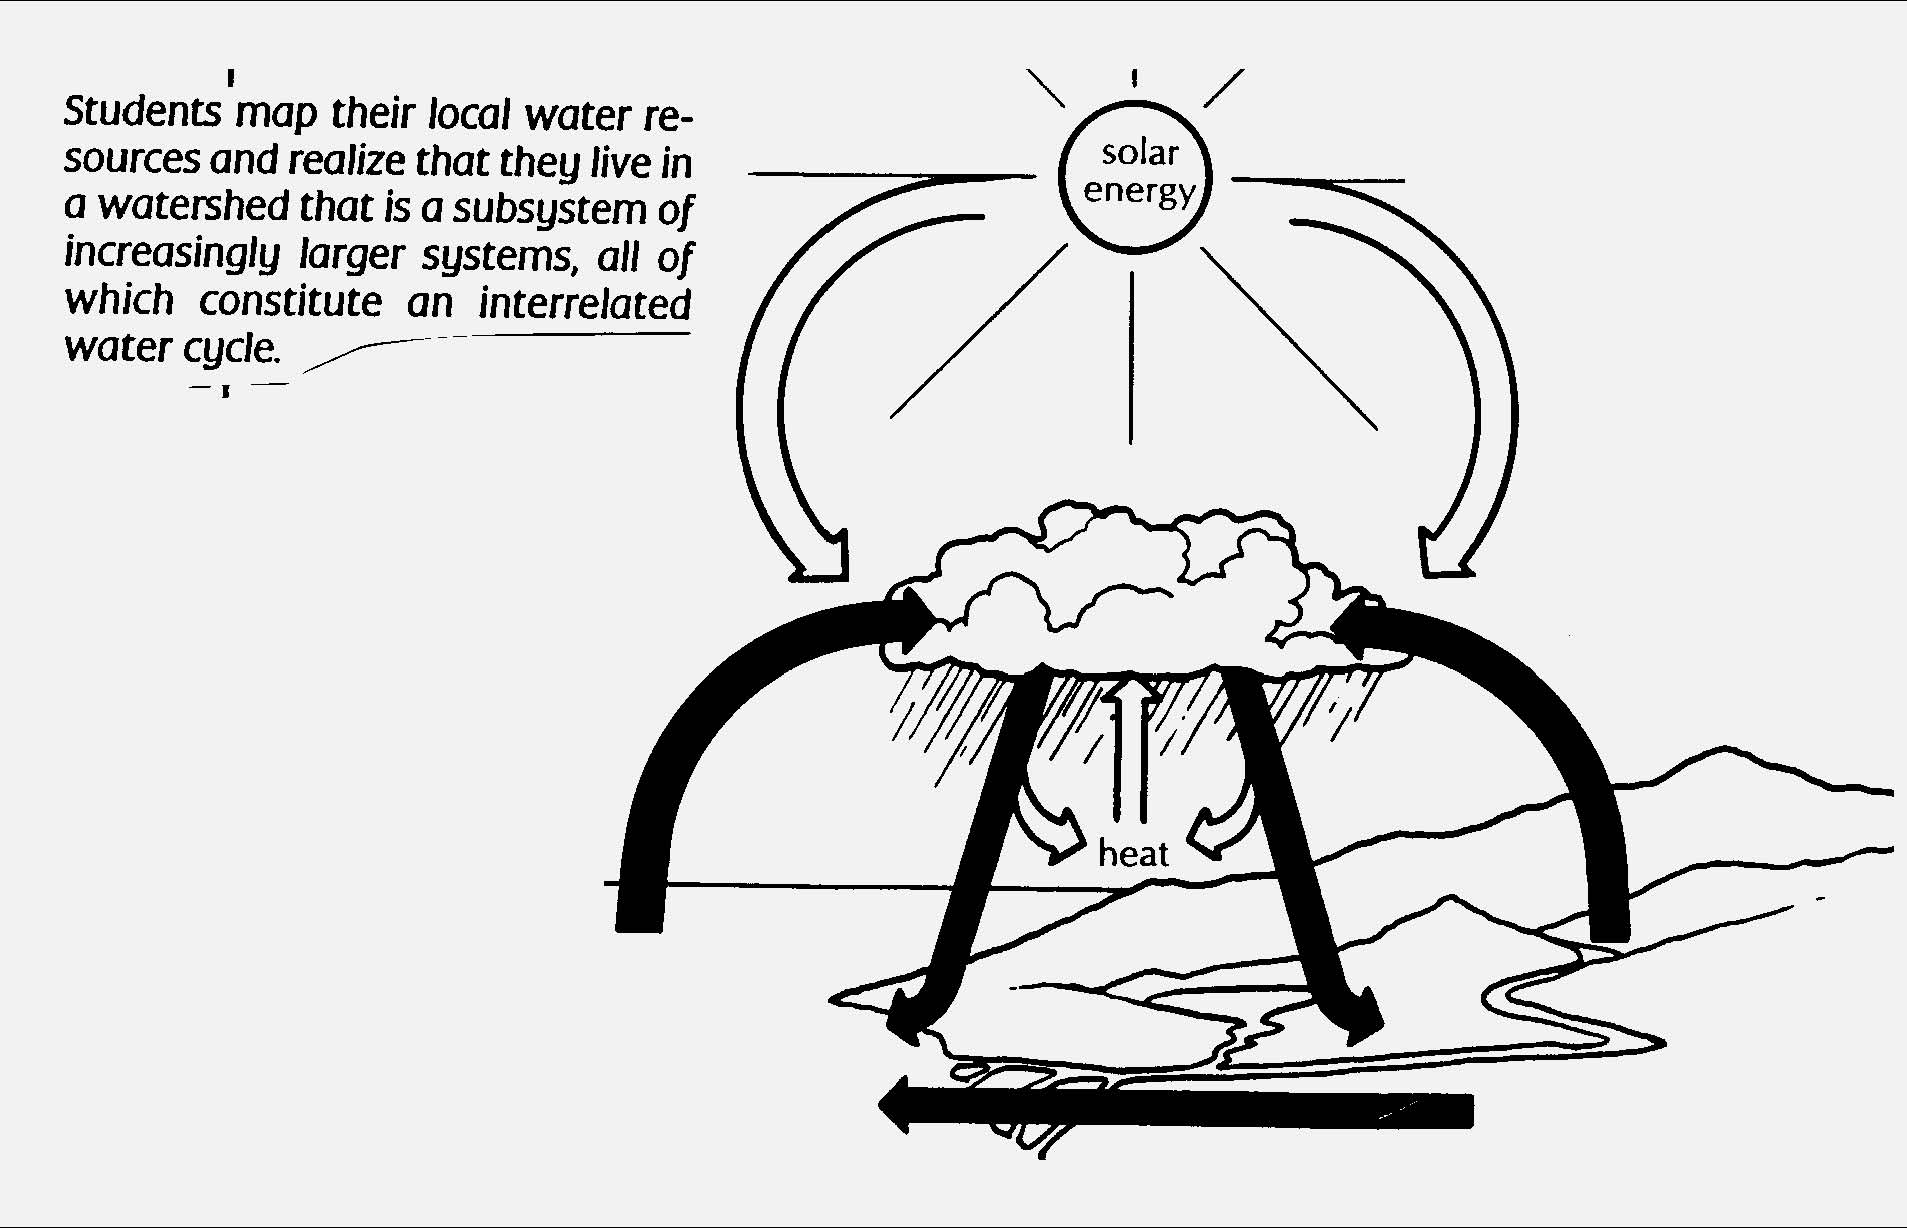 Students map their local water re-
sources and realize that they live in
a watershed that is a subsystem of
increasingly larger systems, all of
which constitute an interrelated
water cycle.
solar
energy
heat